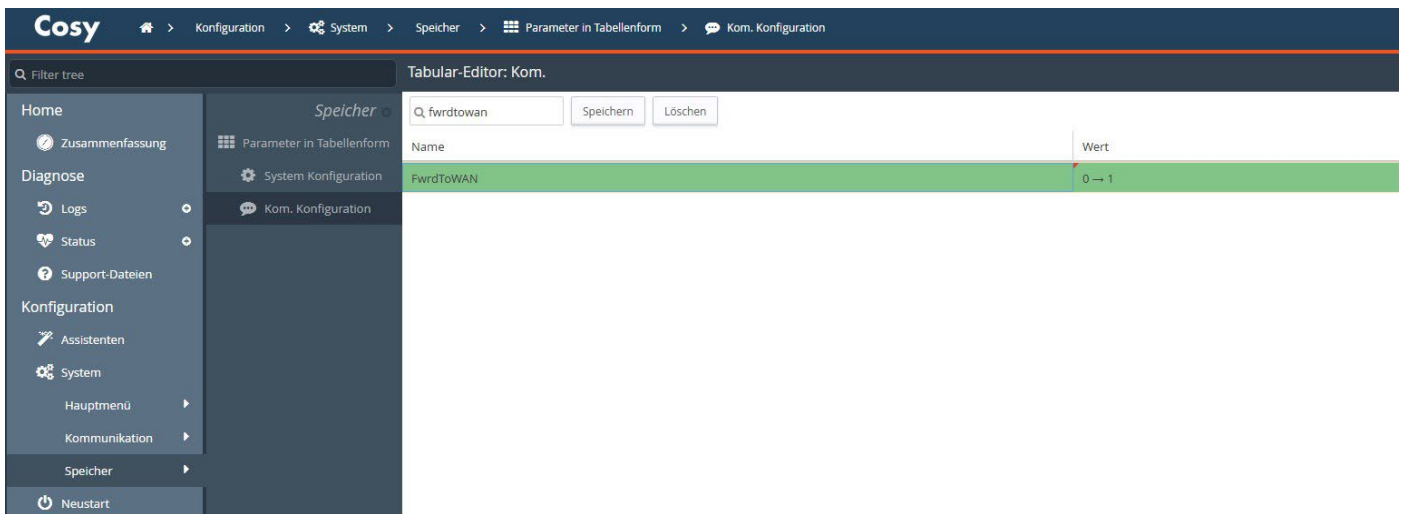 Cosy > Konfiguration > System > Speicher > Parameter in Tabellenform > Kom. Konfiguration
Filter tree
Tabular-Editor: Kom.
Home
Zusammenfassung
Diagnose
Logs
Status
Support-Dateien
Konfiguration
Assistenten
System
Hauptmenü
Kommunikation
Speicher
Neustart
Speicher
Parameter in Tabellenform
System Konfiguration
Kom. Konfiguration
fwrdtowan Speichern Löschen
Name Wert
FwrdToWAN 0 → 1